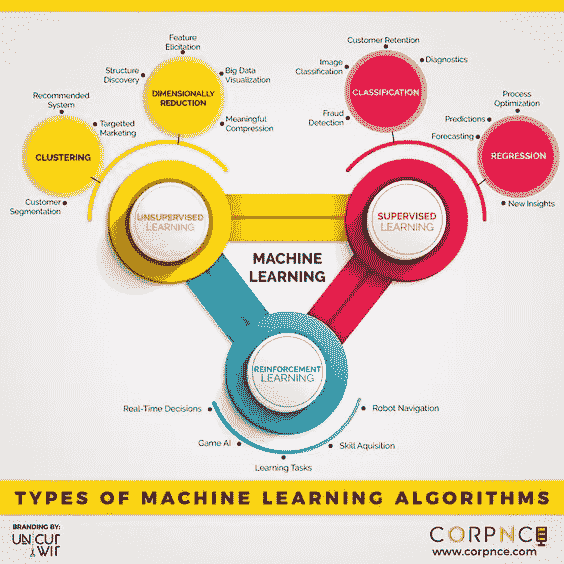 Feature
Elicitation
Structure
Discovery
Big Data
Visualization
DIMENSIONALLY
REDUCTION
Meaningful
Compression
Recommended
System
Targetted
Marketing
CLUSTERING
Customer
Segmentation
Customer Retention
Image
Classification
Diagnostics
CLASSIFICATION
Fraud
Detection
Process
Optimization
Predictions
Forecasting
REGRESSION
New Insights
UNSUPERVISED
LEARNING
SUPERVISED
LEARNING
MACHINE
LEARNING
REINFORCEMENT
LEARNING
Real-Time Decisions
Robot Navigation
Game AI
Skill Aquisition
Learning Tasks
TYPES OF MACHINE LEARNING ALGORITHMS
BRANDING BY:
UNCUT
WIT
CORPNCE
www.corpnce.com